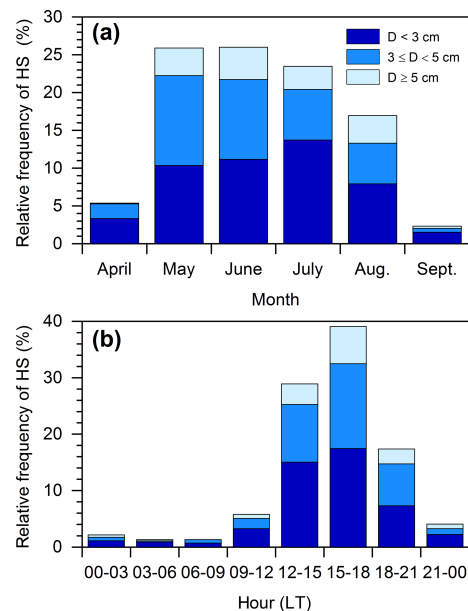 (a)
Relative frequency of HS (%)
30
25
20
15
10
5
0
D < 3 cm
3 ≤ D < 5 cm
D ≥ 5 cm
April May June July Aug. Sept.
Month
(b)
Relative frequency of HS (%)
40
30
20
10
0
00-03 03-06 06-09 09-12 12-15 15-18 18-21 21-00
Hour (LT)